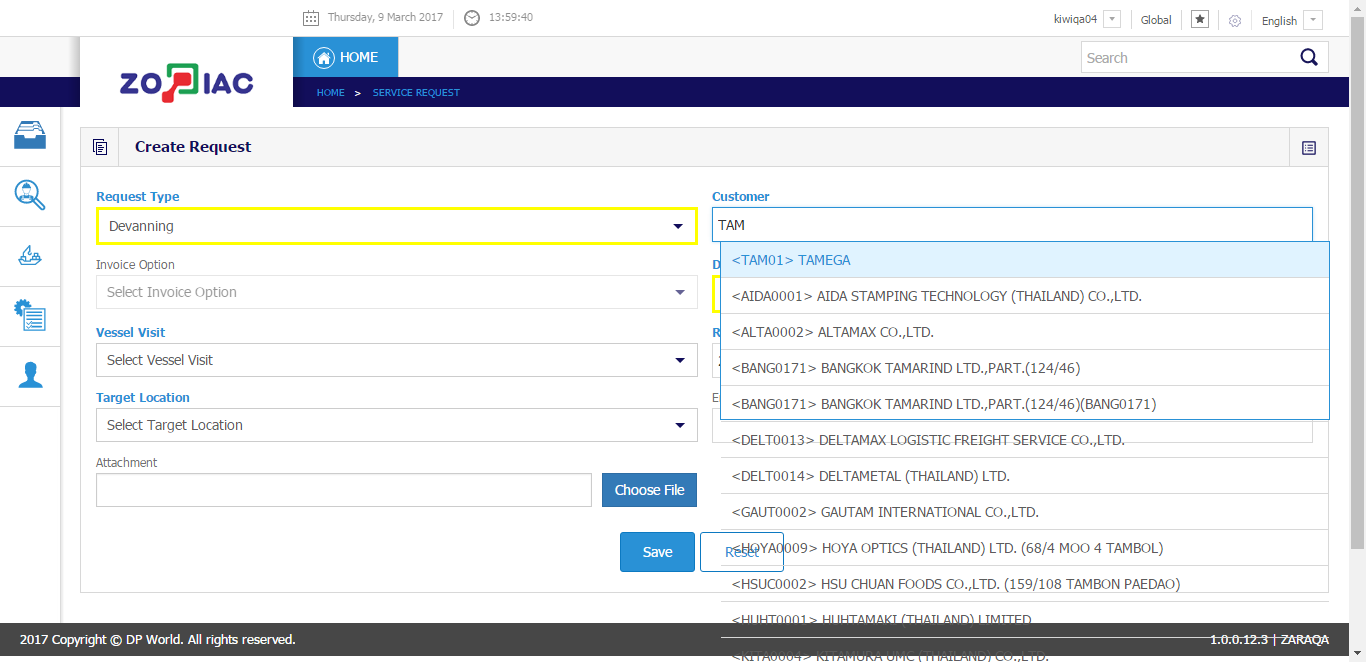 Thursday, 9 March 2017
13:59:40
kiwiqa04
Global
English
ZODIAC
HOME
Search
HOME > SERVICE REQUEST
Create Request
Request Type
Customer
Devanning
TAM
Invoice Option
D
Select Invoice Option
Vessel Visit
R
Select Vessel Visit
Target Location
E
Select Target Location
Attachment
Choose File
Save
Reset
<TAM01> TAMEGA
<AIDA0001> AIDA STAMPING TECHNOLOGY (THAILAND) CO.,LTD.
<ALTA0002> ALTAMAX CO.,LTD.
<BANG0171> BANGKOK TAMARIND LTD.,PART.(124/46)
<BANG0171> BANGKOK TAMARIND LTD.,PART.(124/46)(BANG0171)
<DELT0013> DELTAMAX LOGISTIC FREIGHT SERVICE CO.,LTD.
<DELT0014> DELTAMETAL (THAILAND) LTD.
<GAUT0002> GAUTAM INTERNATIONAL CO.,LTD.
<HOYA0009> HOYA OPTICS (THAILAND) LTD. (68/4 MOO 4 TAMBOL)
<HSUC0002> HSU CHUAN FOODS CO.,LTD. (159/108 TAMBON PAEDAO)
<HUHT0001> HUHTAMAKI (THAILAND) LIMITED
<KITA0004> KITAMURA UMC (THAILAND) CO.,LTD.
2017 Copyright © DP World. All rights reserved.
1.0.0.12.3 | ZARAQA